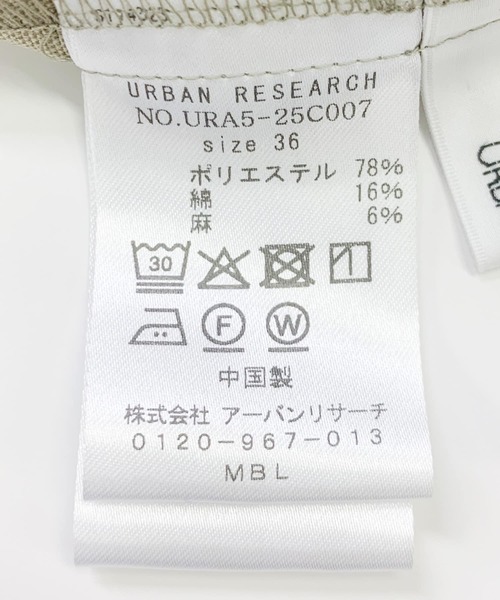 URBAN RESEARCH
NO.URA5-25C007
size 36
ポリエステル 78%
綿 16%
麻 6%
30
F W
中国製
株式会社 アーバンリサーチ
0120-967-013
MBL